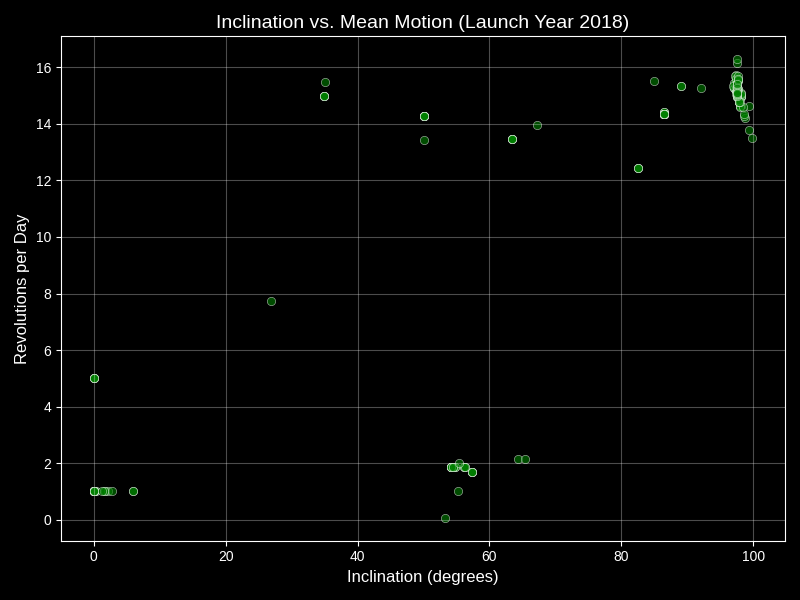 Inclination vs. Mean Motion (Launch Year 2018)
Revolutions per Day
16
14
12
10
8
6
4
2
0
0 20 40 60 80 100
Inclination (degrees)